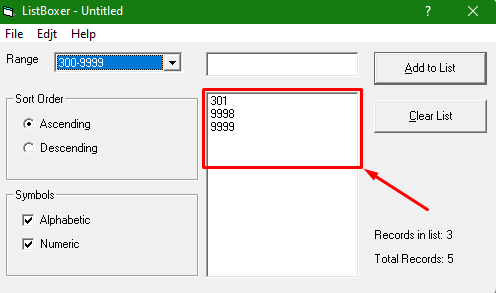 ListBoxer - Untitled
File Edjt Help
Range 300-9999 Add to List
301
9998
9999
Clear List
Sort Order
Ascending
Descending
Symbols
Alphabetic
Numeric
Records in list: 3
Total Records: 5